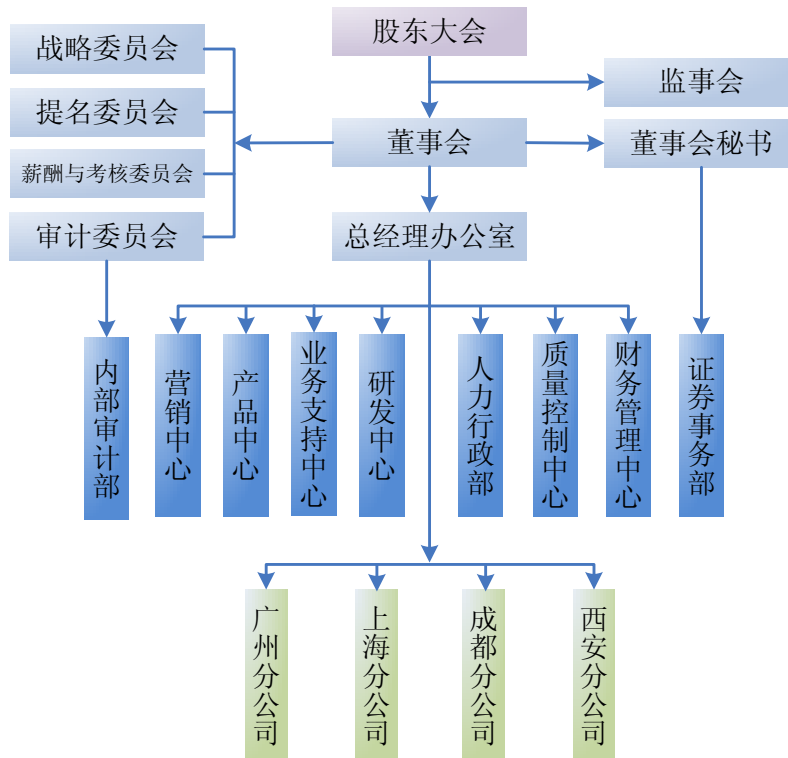 股东大会
战略委员会
监事会
提名委员会
董事会
董事会秘书
薪酬与考核委员会
审计委员会
总经理办公室
内部审计部
营销中心
产品中心
业务支持中心
研发中心
人力行政部
质量控制中心
财务管理中心
证券事务部
广州分公司
上海分公司
成都分公司
西安分公司